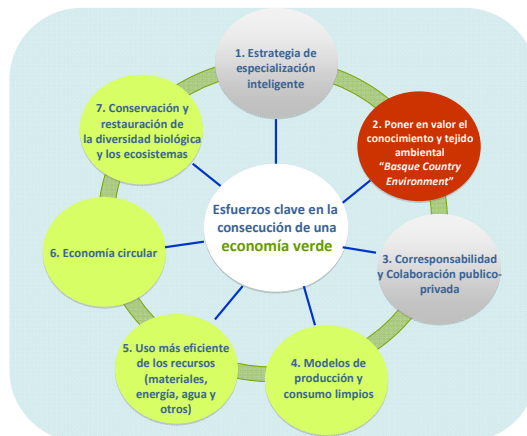 1. Estrategia de
especialización
inteligente
2. Poner en valor el
conocimiento y tejido
ambiental
“Basque Country
Environment”
3. Corresponsabilidad
y Colaboración publico-
privada
4. Modelos de
producción y
consumo limpios
5. Uso más eficiente
de los recursos
(materiales,
energía, agua y
otros)
6. Economía circular
7. Conservación y
restauración de
la diversidad biológica
y los ecosistemas
Esfuerzos clave en la
consecución de una
economía verde